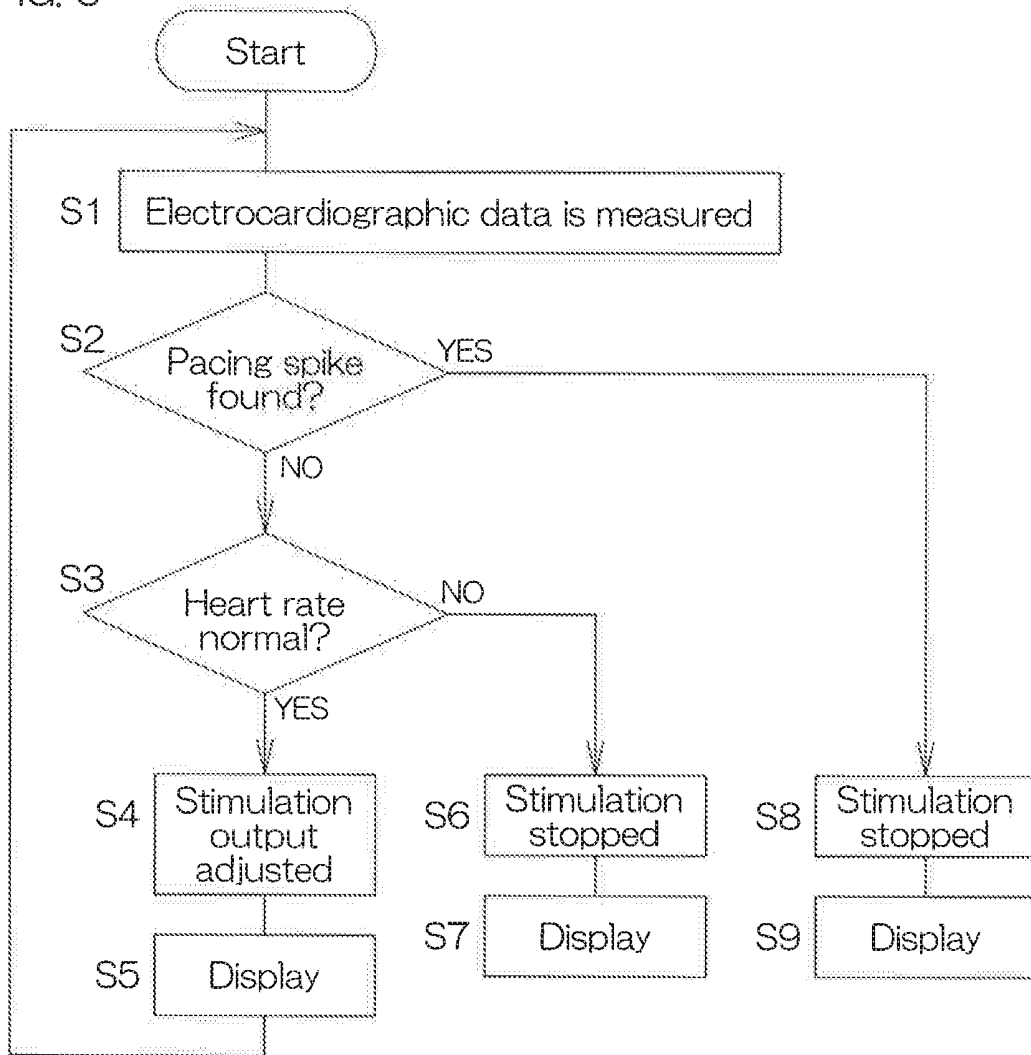 Start
S1
Electrocardiographic data is measured
S2
Pacing spike
found?
YES
NO
S3
Heart rate
normal?
NO
YES
S4
Stimulation
output
adjusted
S6
Stimulation
stopped
S8
Stimulation
stopped
S5
Display
S7
Display
S9
Display